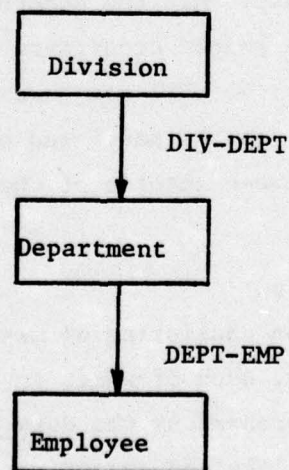 Division
DIV-DEPT
Department
DEPT-EMP
Employee